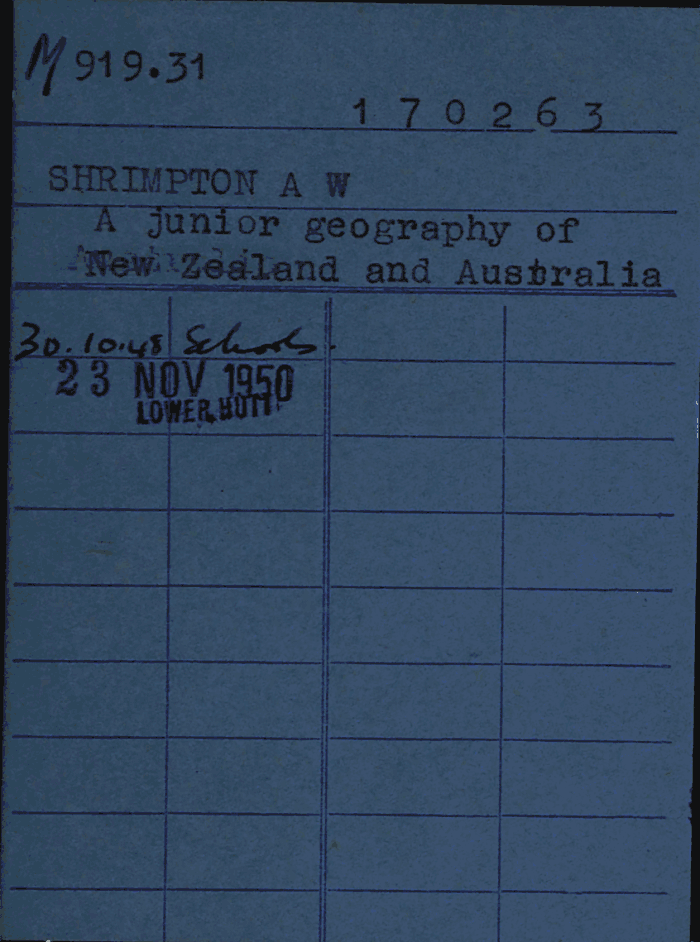 M 919.31
170263
SHRIMPTON A W
A junior geography of
New Zealand and Australia
30.10.48 Schools.
23 NOV 1950
LOWER HUTT